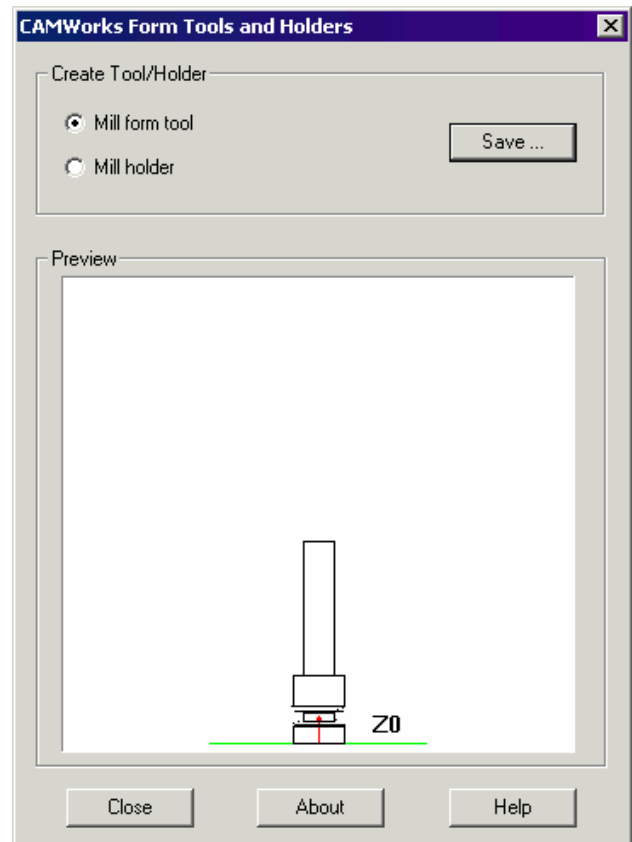 CAMWorks Form Tools and Holders
Create Tool/Holder
Mill form tool
Save ...
Mill holder
Preview
Z0
Close About Help